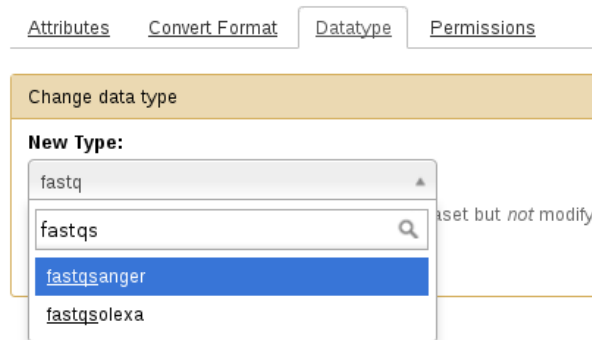 Attributes Convert Format Datatype Permissions
Change data type
New Type:
fastq
aset but not modify
fastqs
fastqsanger
fastqsolexa